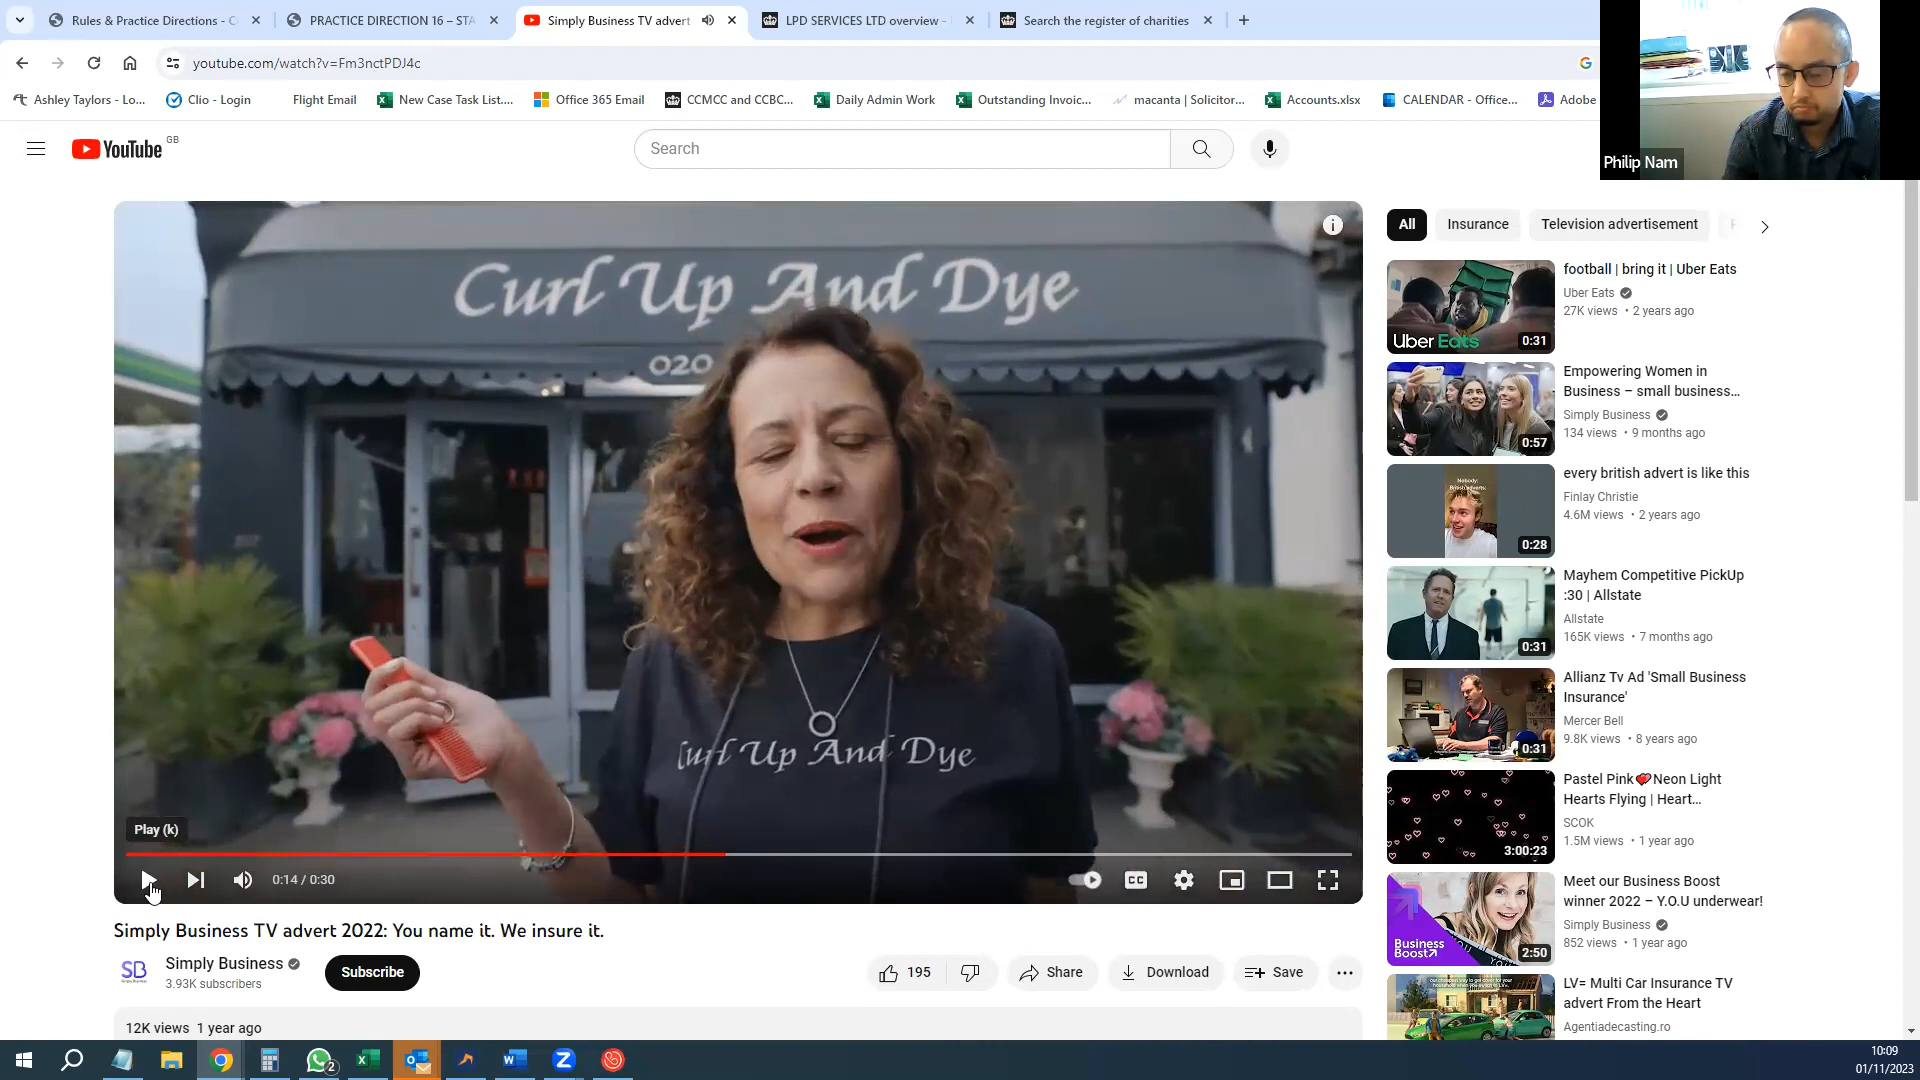 Rules & Practice Directions - C
PRACTICE DIRECTION 16 – STA
Simply Business TV advert
LPD SERVICES LTD overview -
Search the register of charities
youtube.com/watch?v=Fm3nctPDJ4c
Ashley Taylors - Lo...
Clio - Login
Flight Email
New Case Task List....
Office 365 Email
CCMCC and CCBC...
Daily Admin Work
Outstanding Invoic...
macanta | Solicitor...
Accounts.xlsx
CALENDAR - Office...
Adobe
Philip Nam
YouTube GB
Search
Curl Up And Dye
020
Curl Up And Dye
Play (k)
0:14 / 0:30
CC
Simply Business TV advert 2022: You name it. We insure it.
SB
Simply Business
3.93K subscribers
Subscribe
195
Share
Download
Save
12K views 1 year ago
All
Insurance
Television advertisement
Uber Eats
0:31
football | bring it | Uber Eats
Uber Eats
27K views • 2 years ago
0:57
Empowering Women in
Business – small business...
Simply Business
134 views • 9 months ago
Nobody:
0:28
every british advert is like this
Finlay Christie
4.6M views • 2 years ago
0:31
Mayhem Competitive PickUp
:30 | Allstate
Allstate
165K views • 7 months ago
0:31
Allianz Tv Ad 'Small Business
Insurance'
Mercer Bell
9.8K views • 8 years ago
3:00:23
Pastel Pink💘Neon Light
Hearts Flying | Heart...
SCOK
1.5M views • 1 year ago
Business
Boost
2:50
Meet our Business Boost
winner 2022 – Y.O.U underwear!
Simply Business
852 views • 1 year ago
LV= Multi Car Insurance TV
advert From the Heart
Agentiadecasting.ro
2
10:09
01/11/2023